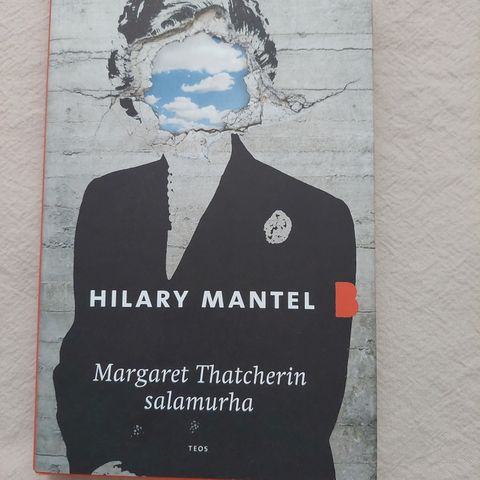 HILARY MANTEL
B
Margaret Thatcherin
salamurha
TEOS